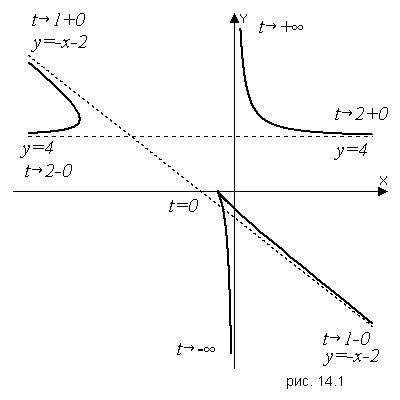 t→1+0
y=-x-2
Y
t→+∞
t→2+0
y=4
y=4
t→2-0
X
t=0
t→-∞
t→1-0
y=-x-2
рис. 14.1